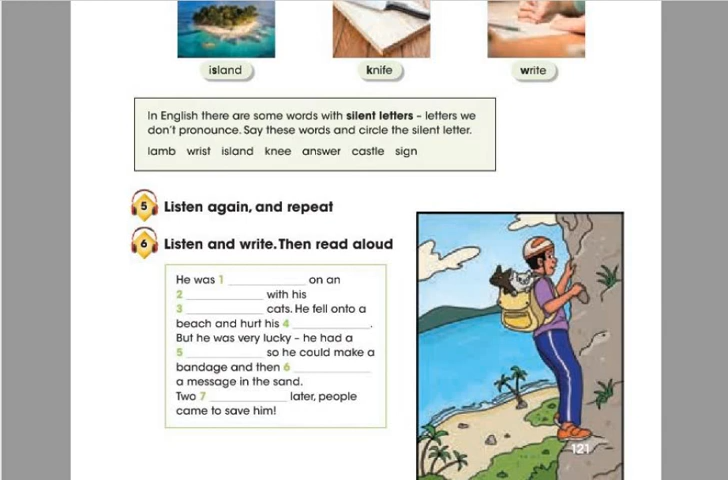 island knife write
In English there are some words with silent letters – letters we
don't pronounce. Say these words and circle the silent letter.
lamb wrist island knee answer castle sign
5 Listen again, and repeat
6 Listen and write. Then read aloud
He was 1 ____________ on an
2 ____________ with his
3 ____________ cats. He fell onto a
beach and hurt his 4 ____________.
But he was very lucky – he had a
5 ____________ so he could make a
bandage and then 6 ____________
a message in the sand.
Two 7 ____________ later, people
came to save him!
121